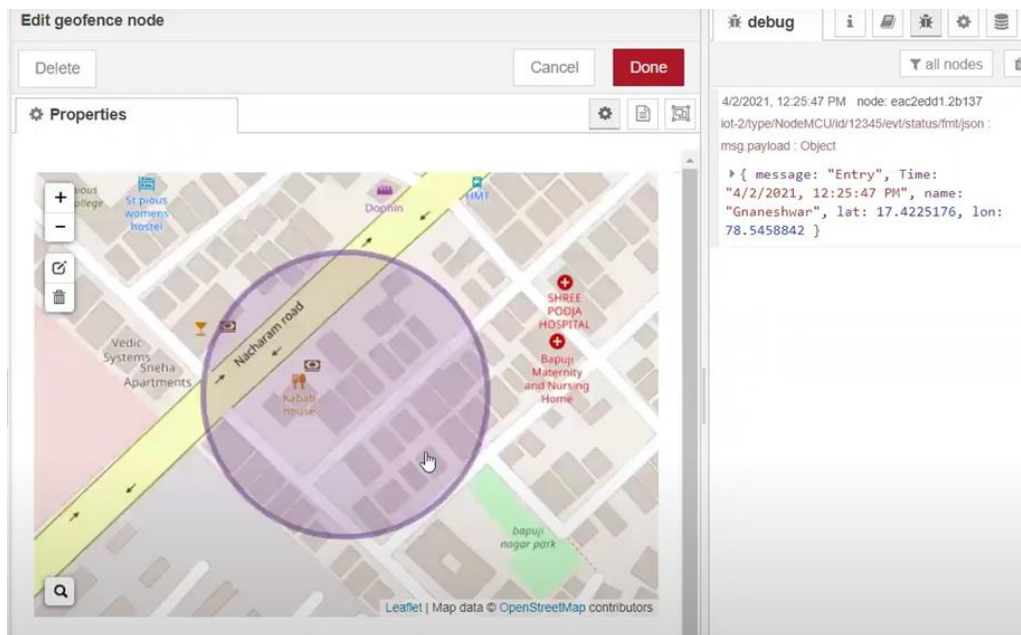 Edit geofence node
Delete
Cancel
Done
Properties
+
−
pious
college
St pious
womens
hostel
Dophin
HMT
Nacharam road
Vedic
Systems
Sneha
Apartments
Kabab
house
SHREE
POOJA
HOSPITAL
Bapuji
Maternity
and Nursing
Home
bapuji
nagar park
Leaflet | Map data © OpenStreetMap contributors
debug
i
all nodes
4/2/2021, 12:25:47 PM node: eac2edd1.2b137
iot-2/type/NodeMCU/id/12345/evt/status/fmt/json :
msg.payload : Object
{ message: "Entry", Time:
"4/2/2021, 12:25:47 PM", name:
"Gnaneshwar", lat: 17.4225176, lon:
78.5458842 }